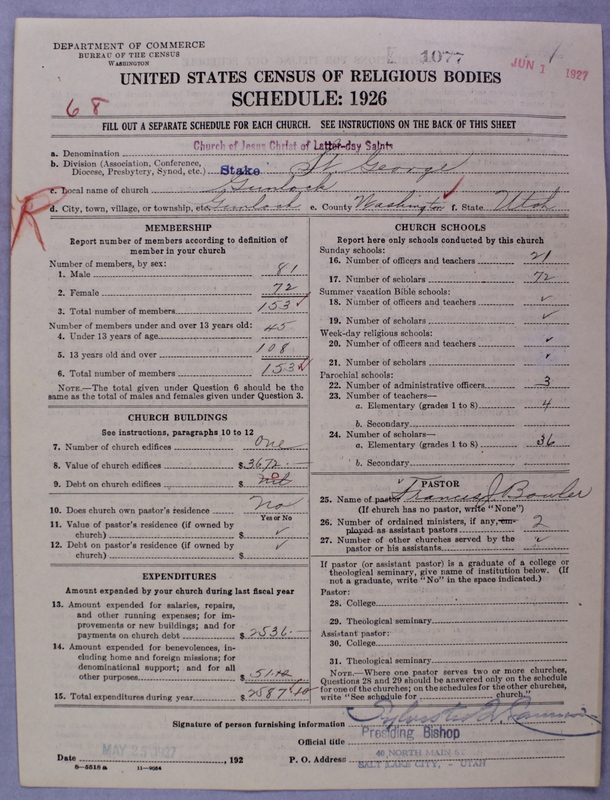 DEPARTMENT OF COMMERCE
BUREAU OF THE CENSUS
WASHINGTON
1077
JUN 1 1927
UNITED STATES CENSUS OF RELIGIOUS BODIES
68
SCHEDULE: 1926
FILL OUT A SEPARATE SCHEDULE FOR EACH CHURCH. SEE INSTRUCTIONS ON THE BACK OF THIS SHEET
a. Denomination Church of Jesus Christ of Latter-day Saints
b. Division (Association, Conference, Diocese, Presbytery, Synod, etc.) Stake St George
c. Local name of church Gunlock
d. City, town, village, or township, etc. Gunlock e. County Washington f. State Utah
R
MEMBERSHIP
Report number of members according to definition of member in your church
Number of members, by sex:
1. Male 81
2. Female 72
3. Total number of members 153
Number of members under and over 13 years old:
4. Under 13 years of age 45
5. 13 years old and over 108
6. Total number of members 153
NOTE.—The total given under Question 6 should be the same as the total of males and females given under Question 3.
CHURCH BUILDINGS
See instructions, paragraphs 10 to 12
7. Number of church edifices One
8. Value of church edifices $3672.—
9. Debt on church edifices $ nil 0
10. Does church own pastor's residence No
Yes or No
11. Value of pastor's residence (if owned by church) $ ✓
12. Debt on pastor's residence (if owned by church) $ ✓
EXPENDITURES
Amount expended by your church during last fiscal year
13. Amount expended for salaries, repairs, and other running expenses; for improvements or new buildings; and for payments on church debt $2536.—
14. Amount expended for benevolences, including home and foreign missions; for denominational support; and for all other purposes $51.40
15. Total expenditures during year $2587.40
CHURCH SCHOOLS
Report here only schools conducted by this church
Sunday schools:
16. Number of officers and teachers 21
17. Number of scholars 72
Summer vacation Bible schools:
18. Number of officers and teachers ✓
19. Number of scholars ✓
Week-day religious schools:
20. Number of officers and teachers ✓
21. Number of scholars ✓
Parochial schools:
22. Number of administrative officers 3
23. Number of teachers—
a. Elementary (grades 1 to 8) 4
b. Secondary
24. Number of scholars—
a. Elementary (grades 1 to 8) 36
b. Secondary
PASTOR
25. Name of pastor Francis J Bowler
(If church has no pastor, write "None")
26. Number of ordained ministers, if any, employed as assistant pastors 2
27. Number of other churches served by the pastor or his assistants ✓
If pastor (or assistant pastor) is a graduate of a college or theological seminary, give name of institution below. (If not a graduate, write "No" in the space indicated.)
Pastor:
28. College
29. Theological seminary
Assistant pastor:
30. College
31. Theological seminary
NOTE.—Where one pastor serves two or more churches, Questions 28 and 29 should be answered only on the schedule for one of the churches; on the schedules for the other churches, write "See schedule for church."
Signature of person furnishing information Sylvester Q. Cannon
Official title Presiding Bishop
MAY 25 1927
Date , 192 P. O. Address 40 NORTH MAIN ST
SALT LAKE CITY, - UTAH
8—5518a 11—9054